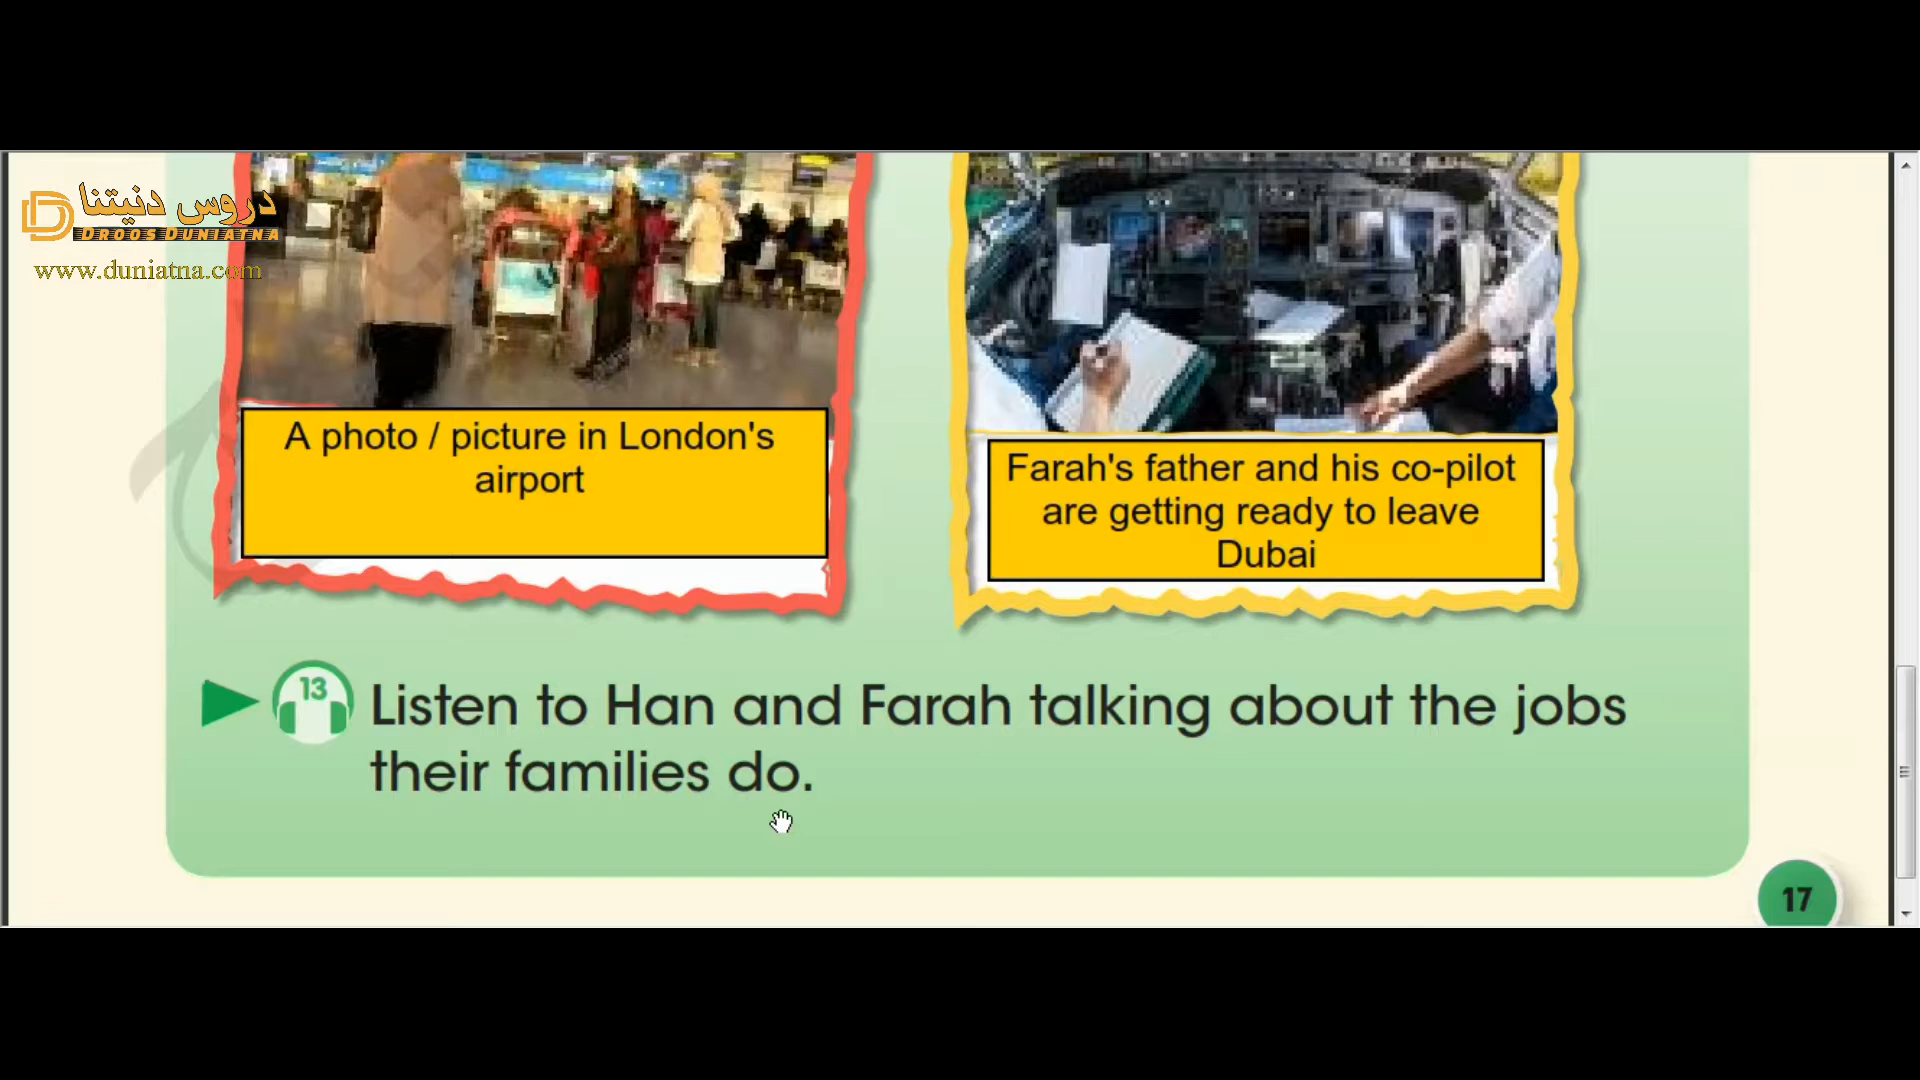 دروس دنيتنا
DROOS DUNIATNA
www.duniatna.com
A photo / picture in London's
airport
Farah's father and his co-pilot
are getting ready to leave
Dubai
13
Listen to Han and Farah talking about the jobs
their families do.
17